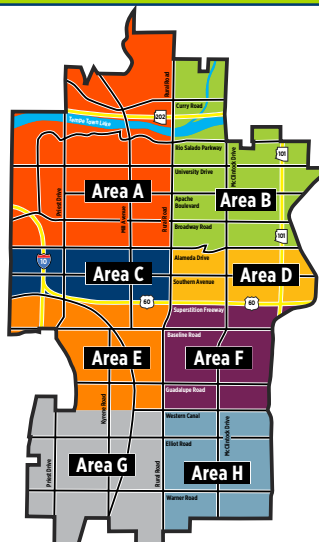 Rural Road
Curry Road
202
Tempe Town Lake
Rio Salado Parkway
101
McClintock Drive
University Drive
Priest Drive
Area A
Mill Avenue
Rural Road
Apache
Boulevard
Area B
Broadway Road
101
Alameda Drive
10
Area C
Area D
Southern Avenue
60
60
Superstition Freeway
Baseline Road
Area E
Area F
Guadalupe Road
Kyrene Road
Western Canal
McClintock Drive
Elliot Road
Priest Drive
Area G
Rural Road
Area H
Warner Road